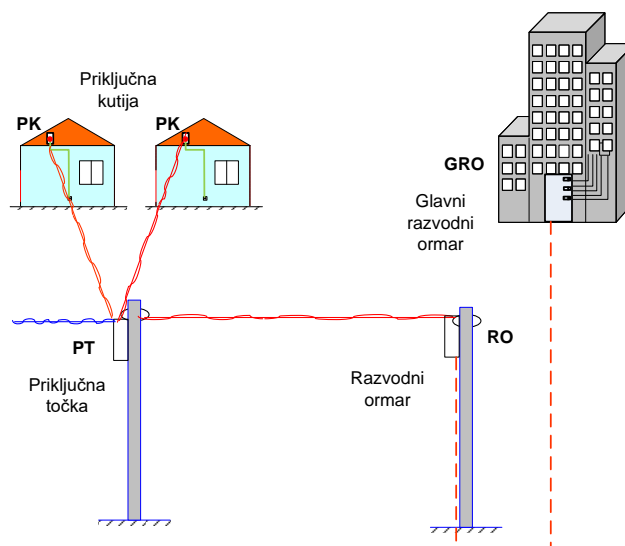 Priključna
kutija
PK
PK
GRO
Glavni
razvodni
ormar
PT
Priključna
točka
RO
Razvodni
ormar